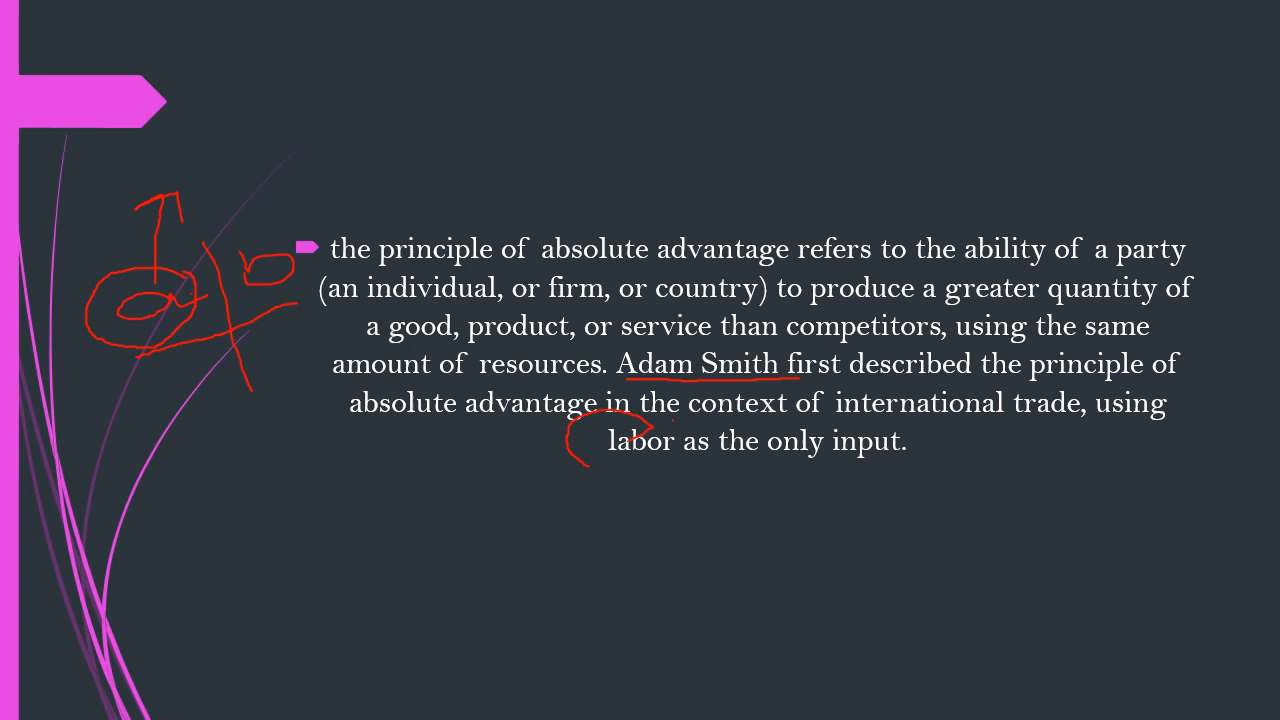 the principle of absolute advantage refers to the ability of a party
(an individual, or firm, or country) to produce a greater quantity of
a good, product, or service than competitors, using the same
amount of resources. Adam Smith first described the principle of
absolute advantage in the context of international trade, using
labor as the only input.